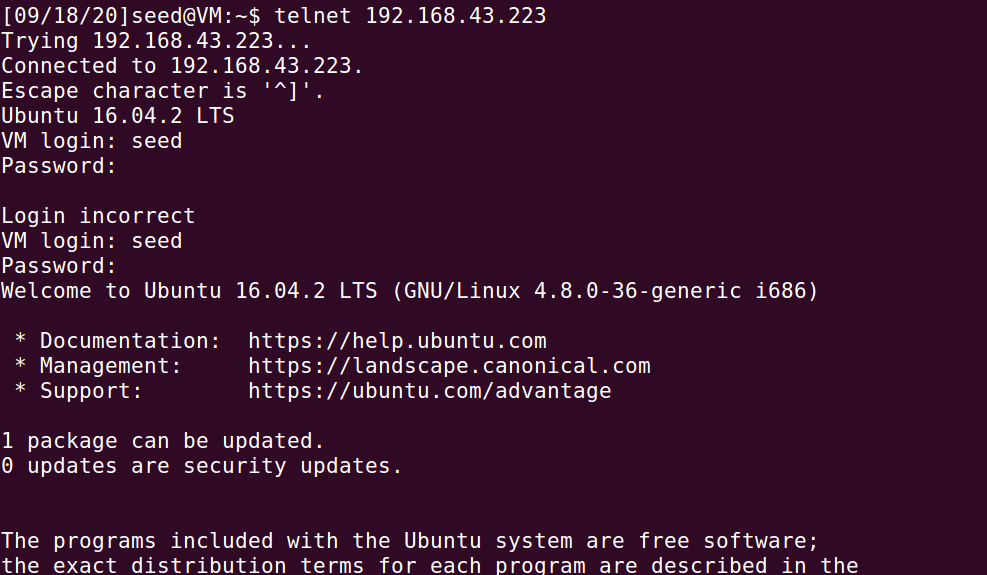 [09/18/20]seed@VM:~$ telnet 192.168.43.223
Trying 192.168.43.223...
Connected to 192.168.43.223.
Escape character is '^]'.
Ubuntu 16.04.2 LTS
VM login: seed
Password:
Login incorrect
VM login: seed
Password:
Welcome to Ubuntu 16.04.2 LTS (GNU/Linux 4.8.0-36-generic i686)
* Documentation:  https://help.ubuntu.com
* Management:     https://landscape.canonical.com
* Support:        https://ubuntu.com/advantage
1 package can be updated.
0 updates are security updates.
The programs included with the Ubuntu system are free software;
the exact distribution terms for each program are described in the